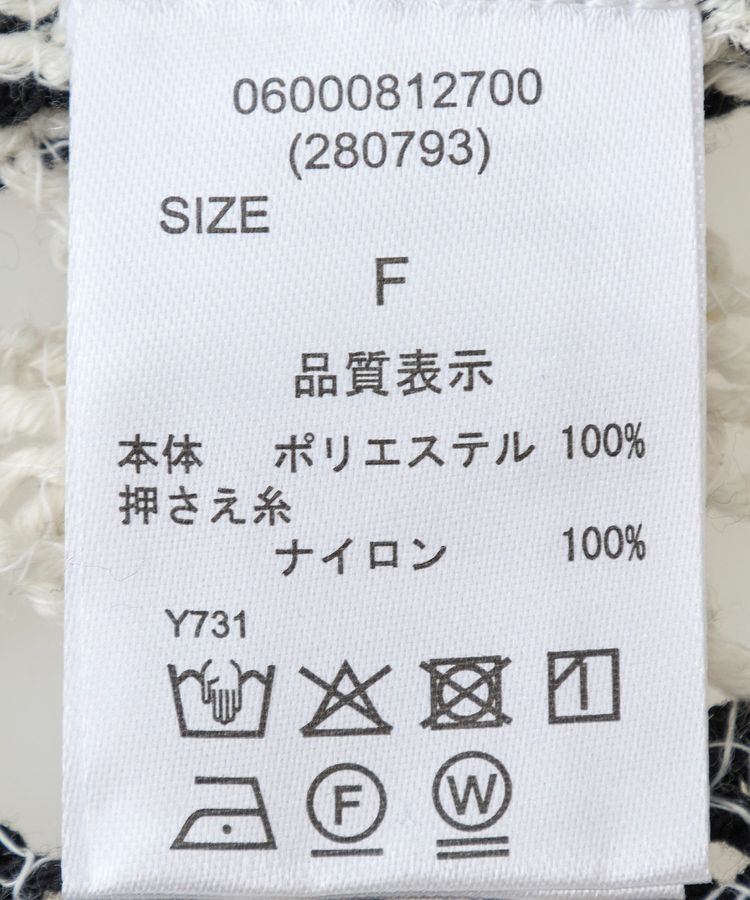 06000812700
(280793)
SIZE
F
品質表示
本体 ポリエステル 100%
押さえ糸
ナイロン 100%
Y731
F W